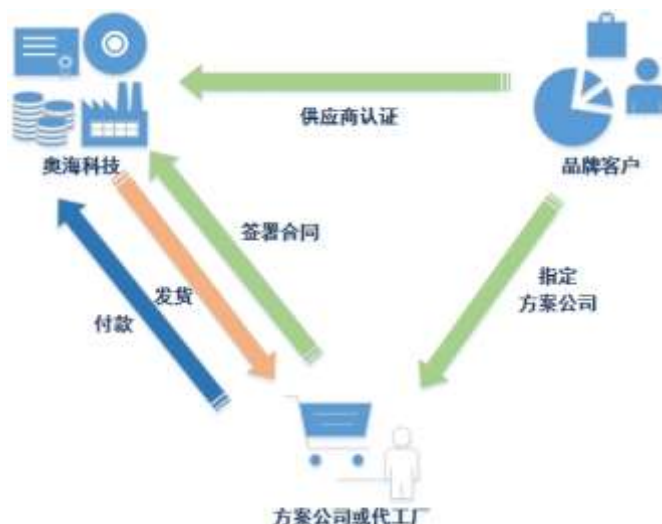 供应商认证
奥海科技
品牌客户
签署合同
指定
方案公司
发货
付款
方案公司或代工厂